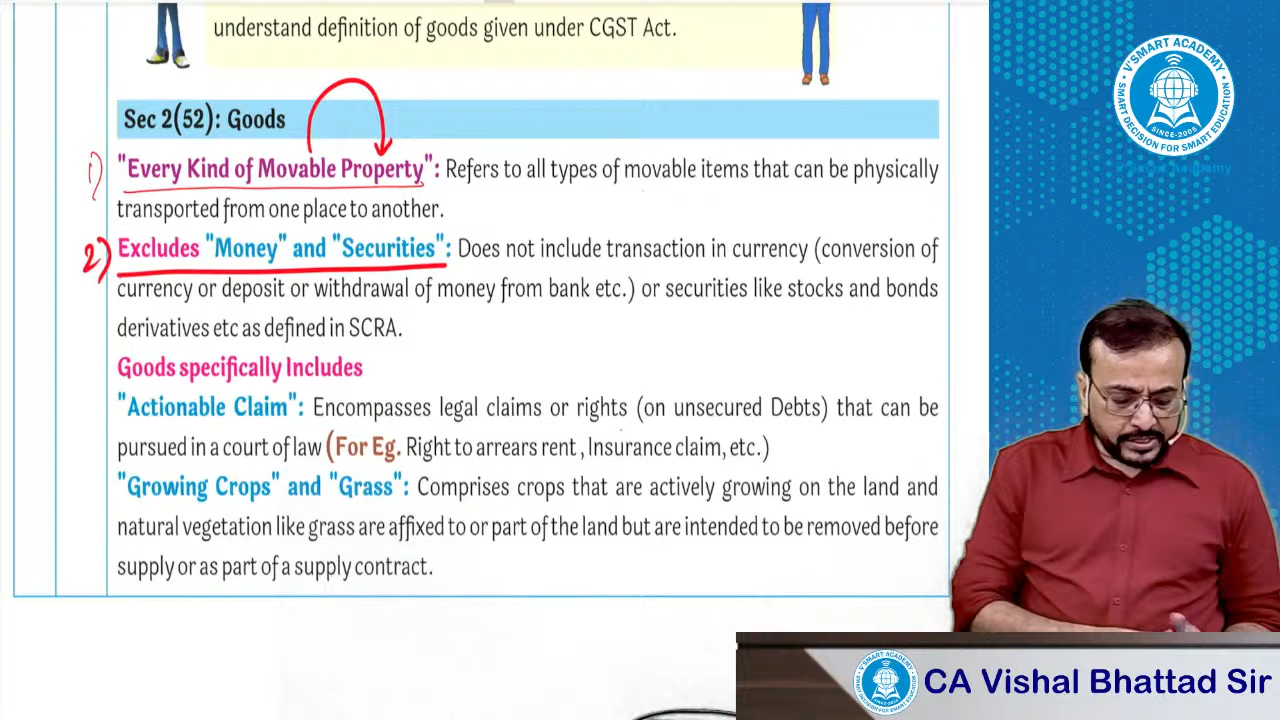 understand definition of goods given under CGST Act.
Sec 2(52): Goods
1) "Every Kind of Movable Property": Refers to all types of movable items that can be physically
transported from one place to another.
2) Excludes "Money" and "Securities": Does not include transaction in currency (conversion of
currency or deposit or withdrawal of money from bank etc.) or securities like stocks and bonds
derivatives etc as defined in SCRA.
Goods specifically Includes
"Actionable Claim": Encompasses legal claims or rights (on unsecured Debts) that can be
pursued in a court of law (For Eg. Right to arrears rent , Insurance claim, etc.)
"Growing Crops" and "Grass": Comprises crops that are actively growing on the land and
natural vegetation like grass are affixed to or part of the land but are intended to be removed before
supply or as part of a supply contract.
V'SMART ACADEMY
SMART DECISION FOR SMART EDUCATION
SINCE-2005
V'SMART ACADEMY
CA Vishal Bhattad Sir